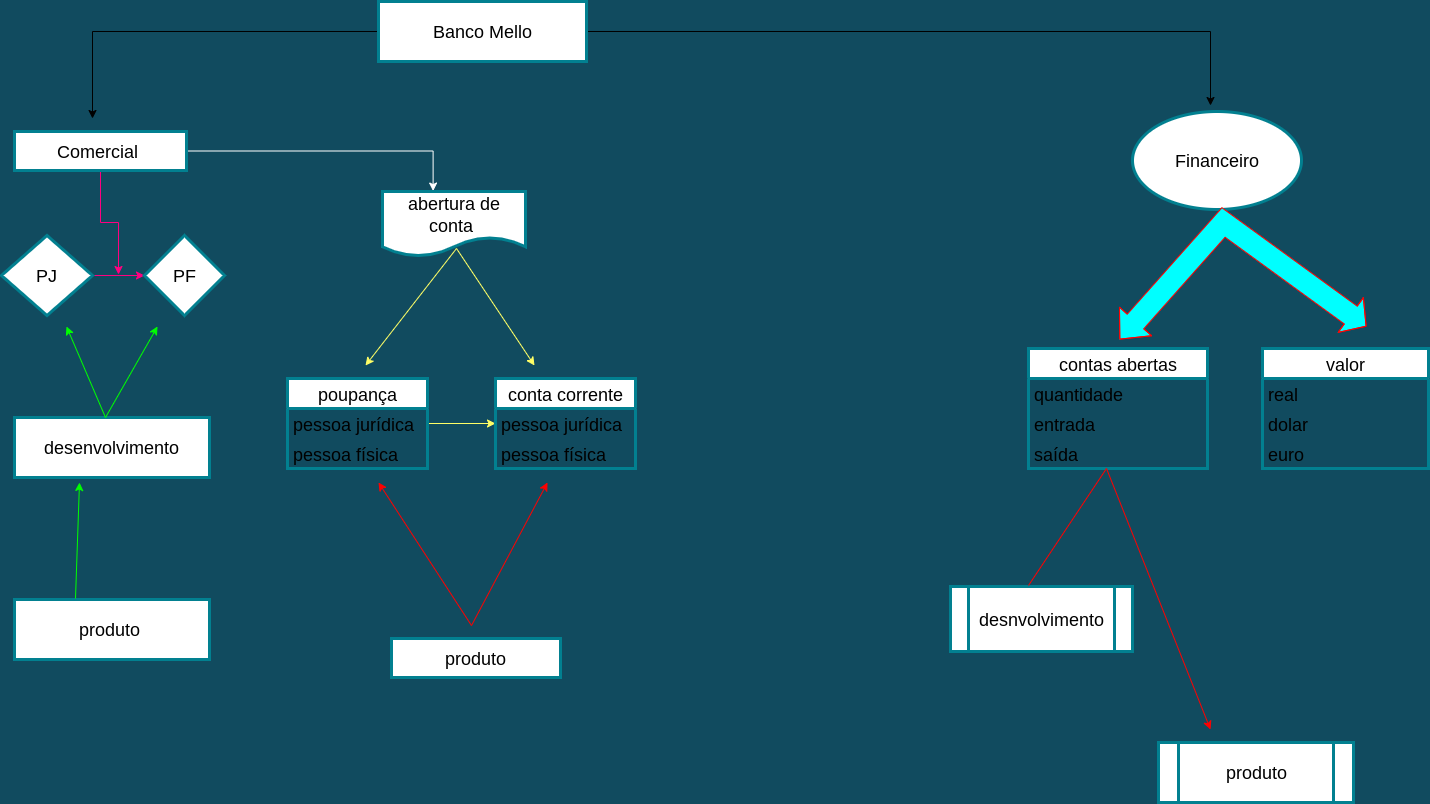 Banco Mello
Comercial
Financeiro
abertura de
conta
PJ
PF
contas abertas
quantidade
entrada
saída
valor
real
dolar
euro
poupança
pessoa jurídica
pessoa física
conta corrente
pessoa jurídica
pessoa física
desenvolvimento
desnvolvimento
produto
produto
produto